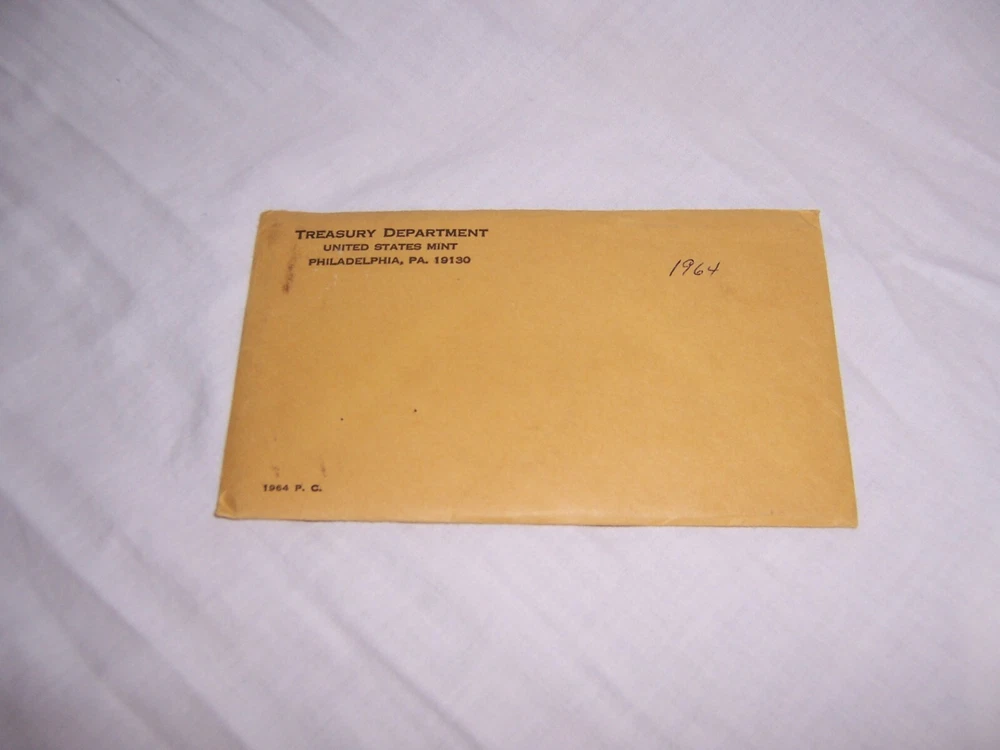 TREASURY DEPARTMENT
UNITED STATES MINT
PHILADELPHIA, PA. 19130
1964
1964 P. C.